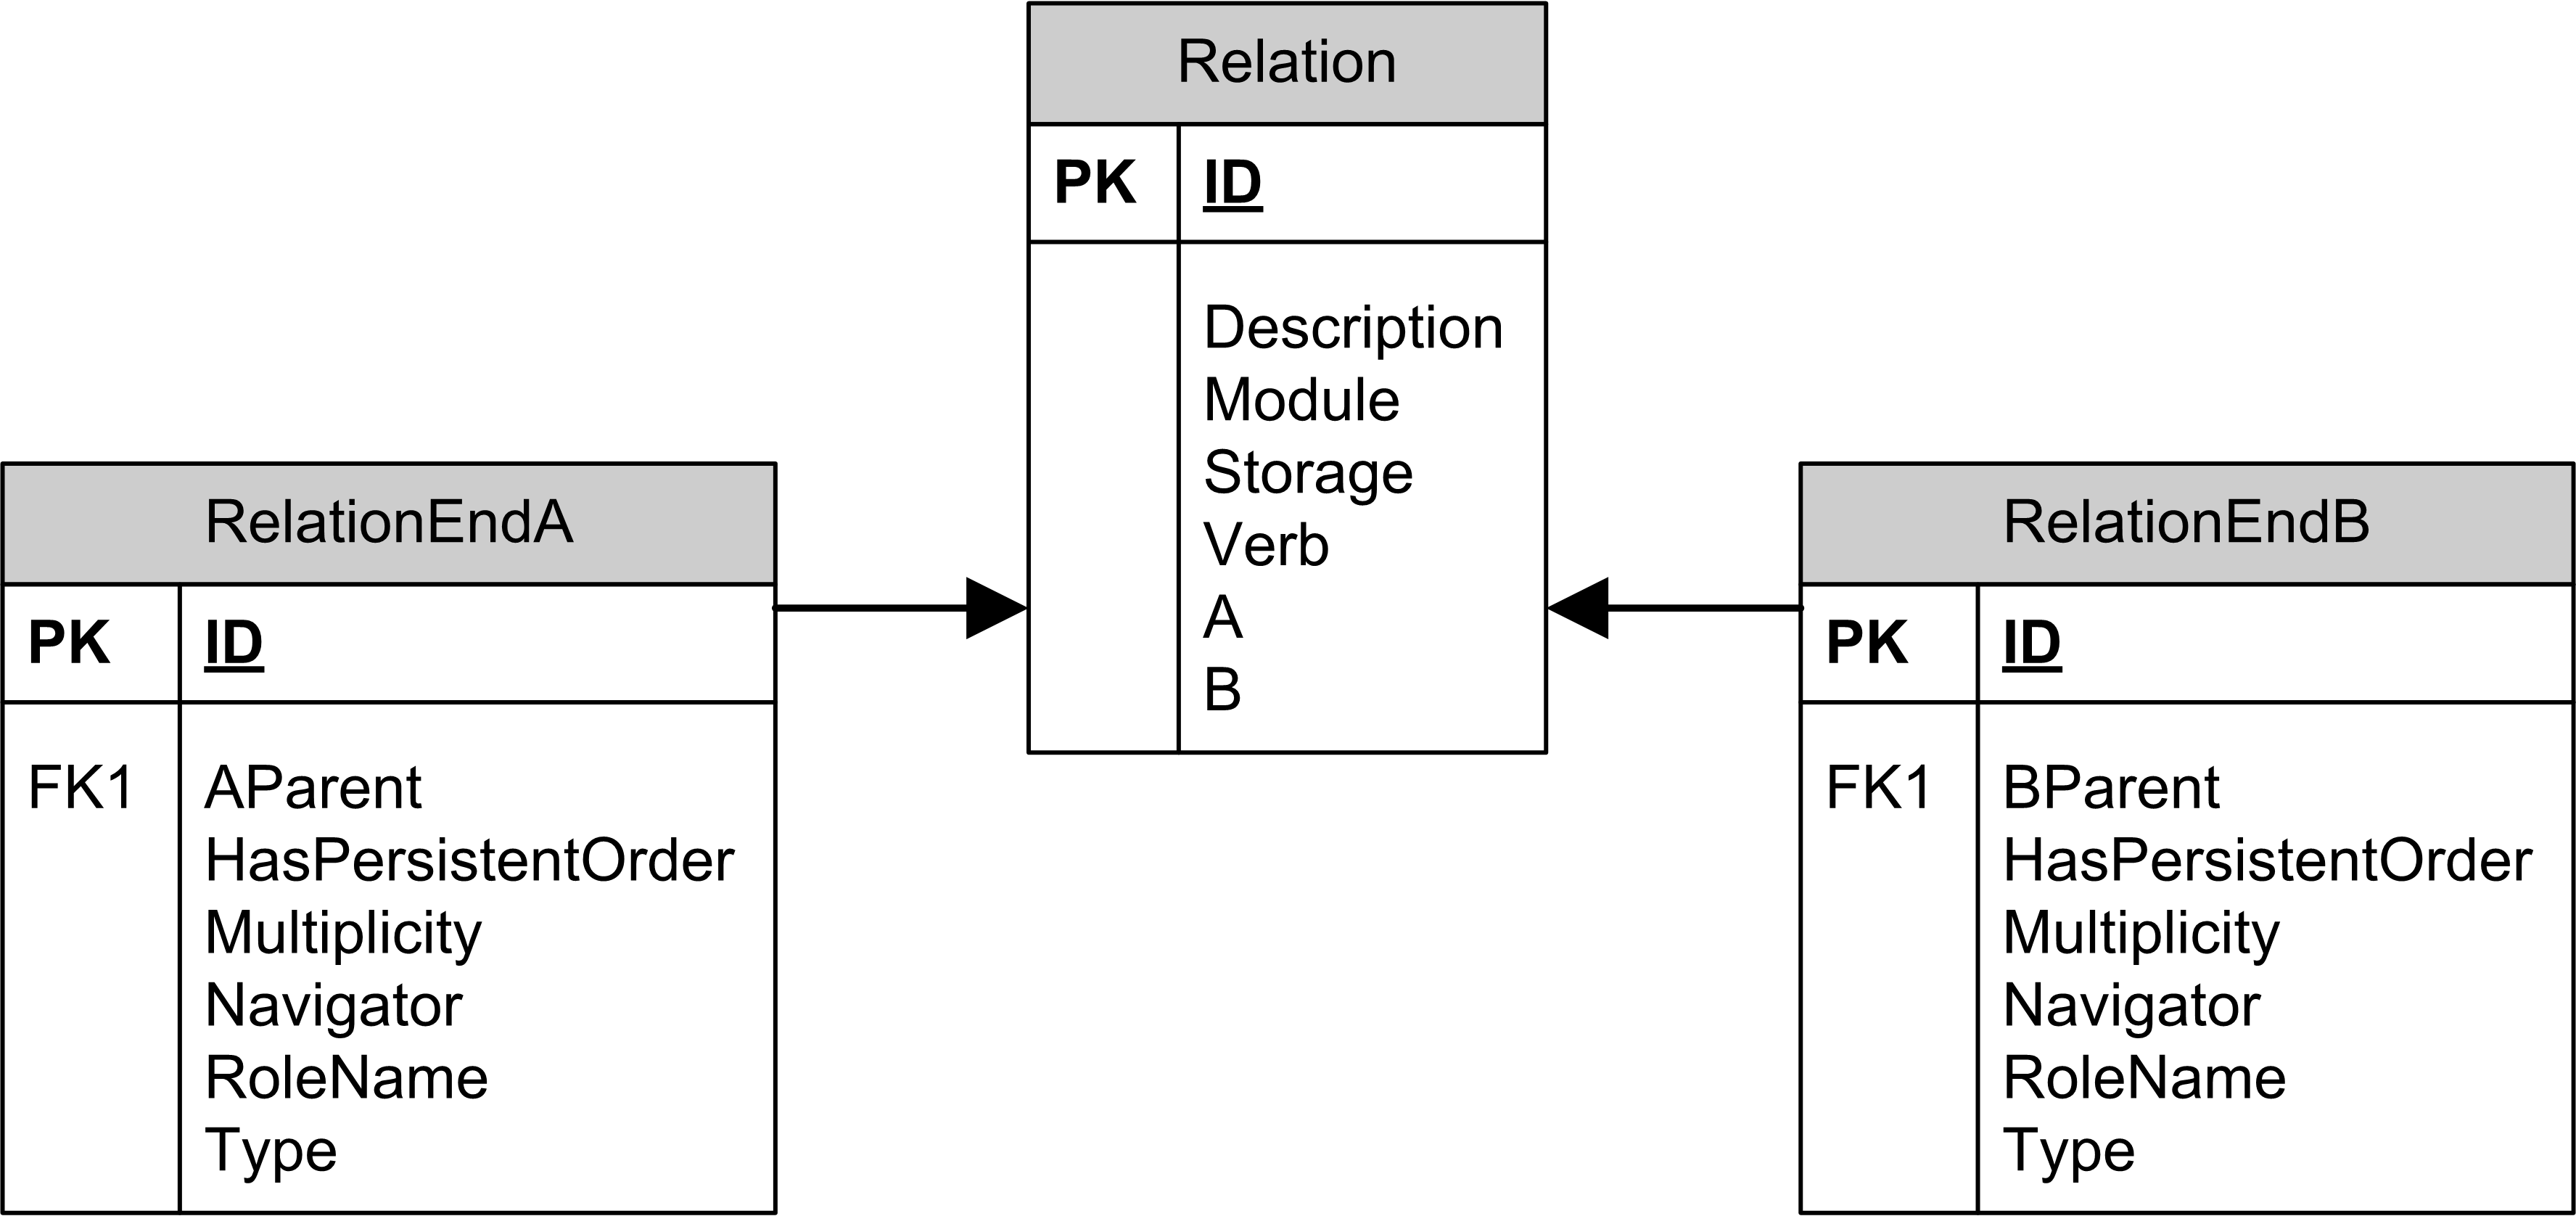 Relation
PK ID
Description
Module
Storage
Verb
A
B
RelationEndA
PK ID
FK1 AParent
HasPersistentOrder
Multiplicity
Navigator
RoleName
Type
RelationEndB
PK ID
FK1 BParent
HasPersistentOrder
Multiplicity
Navigator
RoleName
Type